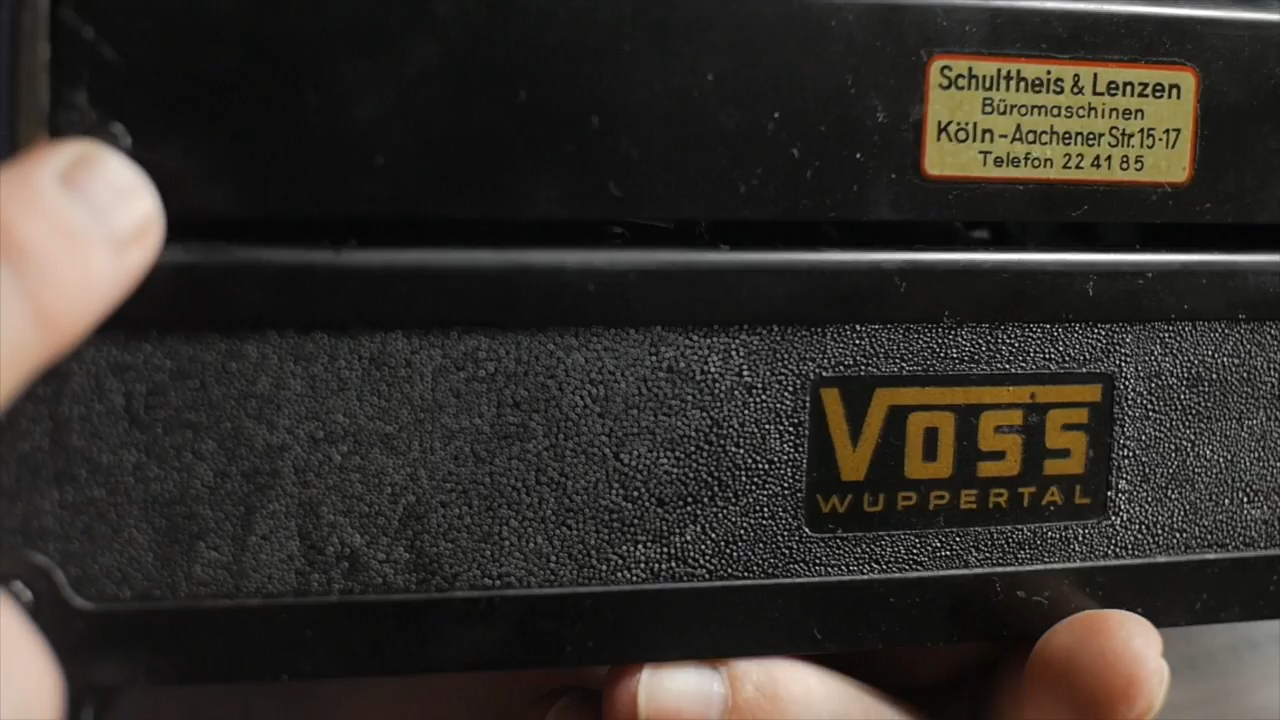 Schultheis & Lenzen
Büromaschinen
Köln-Aachener Str. 15-17
Telefon 22 41 85
VOSS
WUPPERTAL